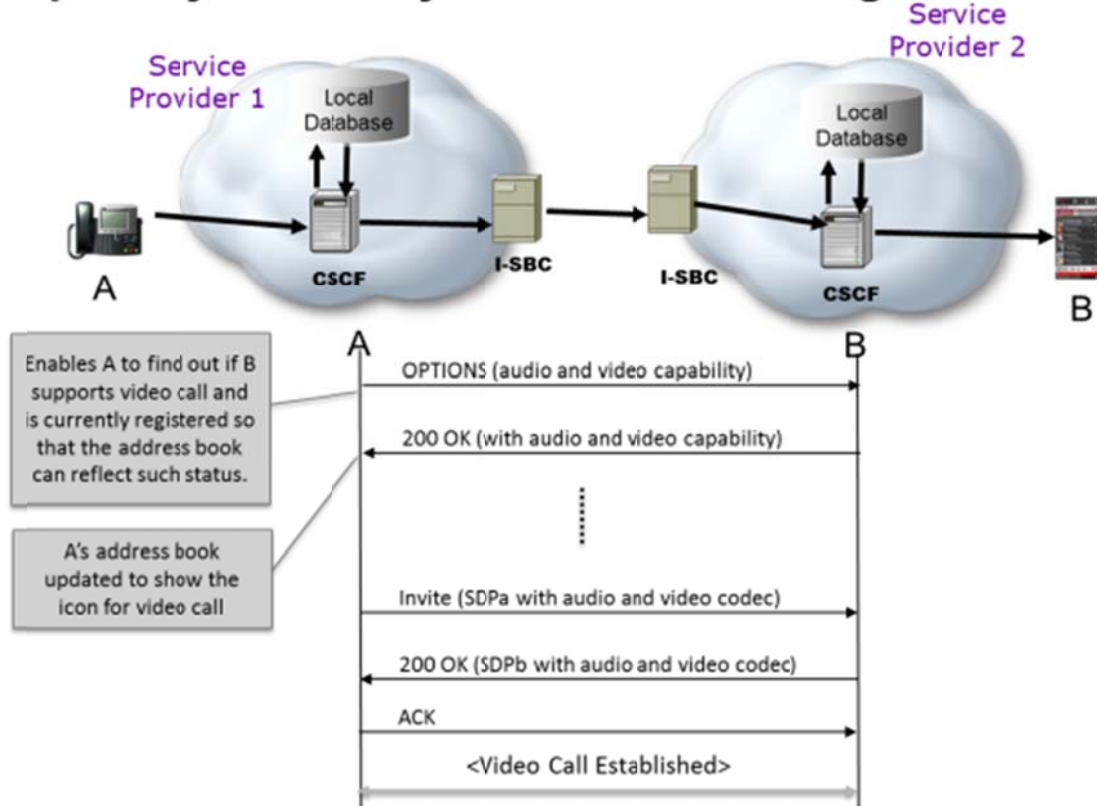 Service
Provider 1
Service
Provider 2
Local
Database
Local
Database
CSCF
I-SBC
I-SBC
CSCF
A
B
A
B
Enables A to find out if B
supports video call and
is currently registered so
that the address book
can reflect such status.
OPTIONS (audio and video capability)
200 OK (with audio and video capability)
A's address book
updated to show the
icon for video call
Invite (SDPa with audio and video codec)
200 OK (SDPb with audio and video codec)
ACK
<Video Call Established>